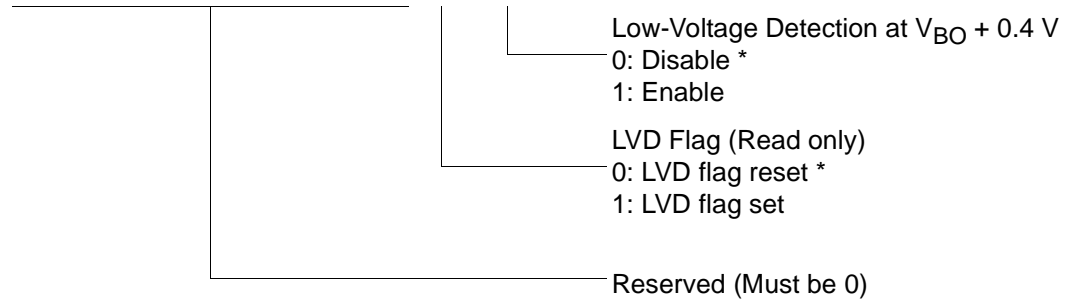 Low-Voltage Detection at VBO + 0.4 V
0: Disable *
1: Enable
LVD Flag (Read only)
0: LVD flag reset *
1: LVD flag set
Reserved (Must be 0)